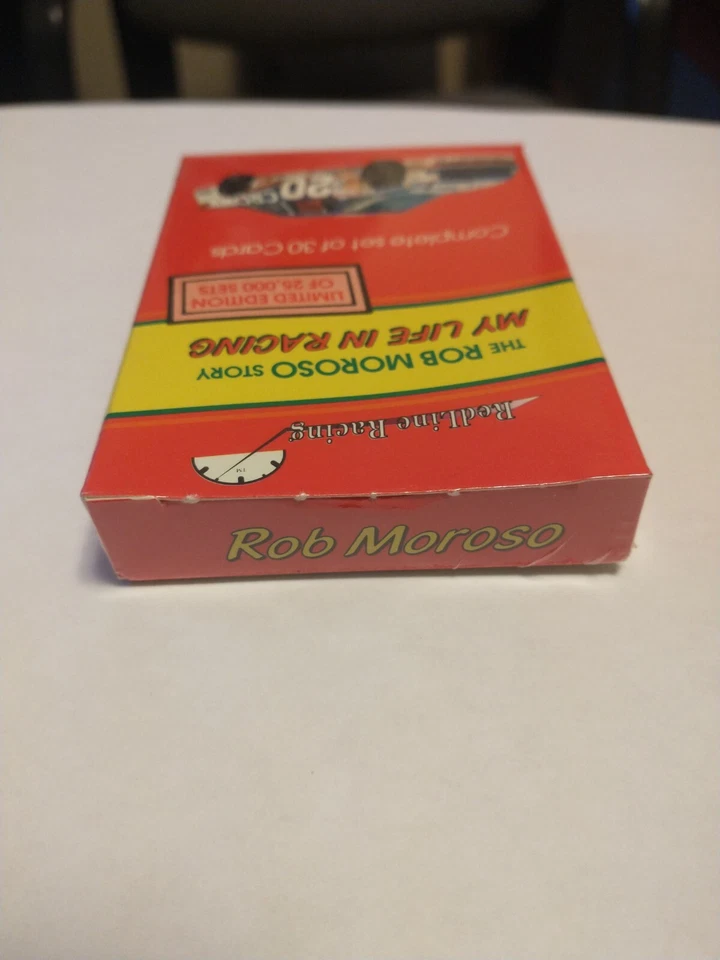 RedLine Racing
THE ROB MOROSO STORY
MY LIFE IN RACING
LIMITED EDITION
OF 25,000 SETS
Complete set of 30 Cards
20
Rob Moroso